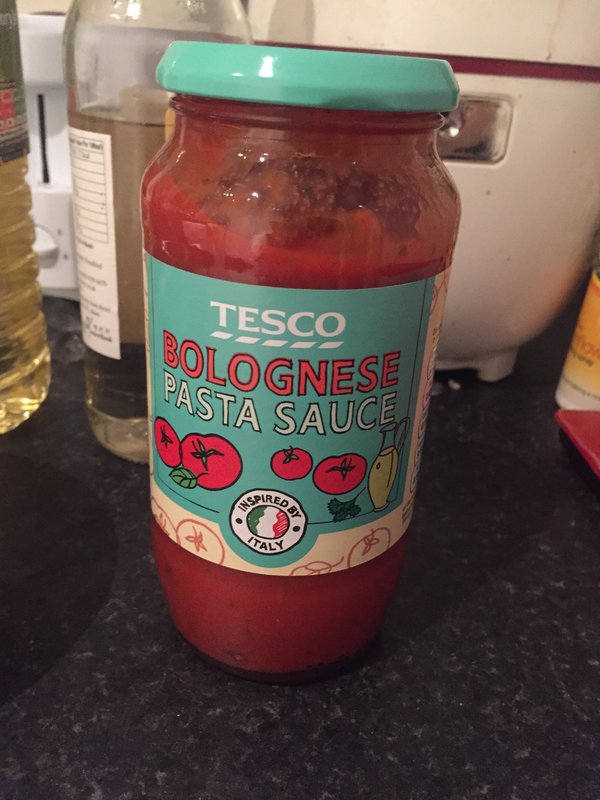 TESCO
BOLOGNESE
PASTA SAUCE
INSPIRED BY
ITALY